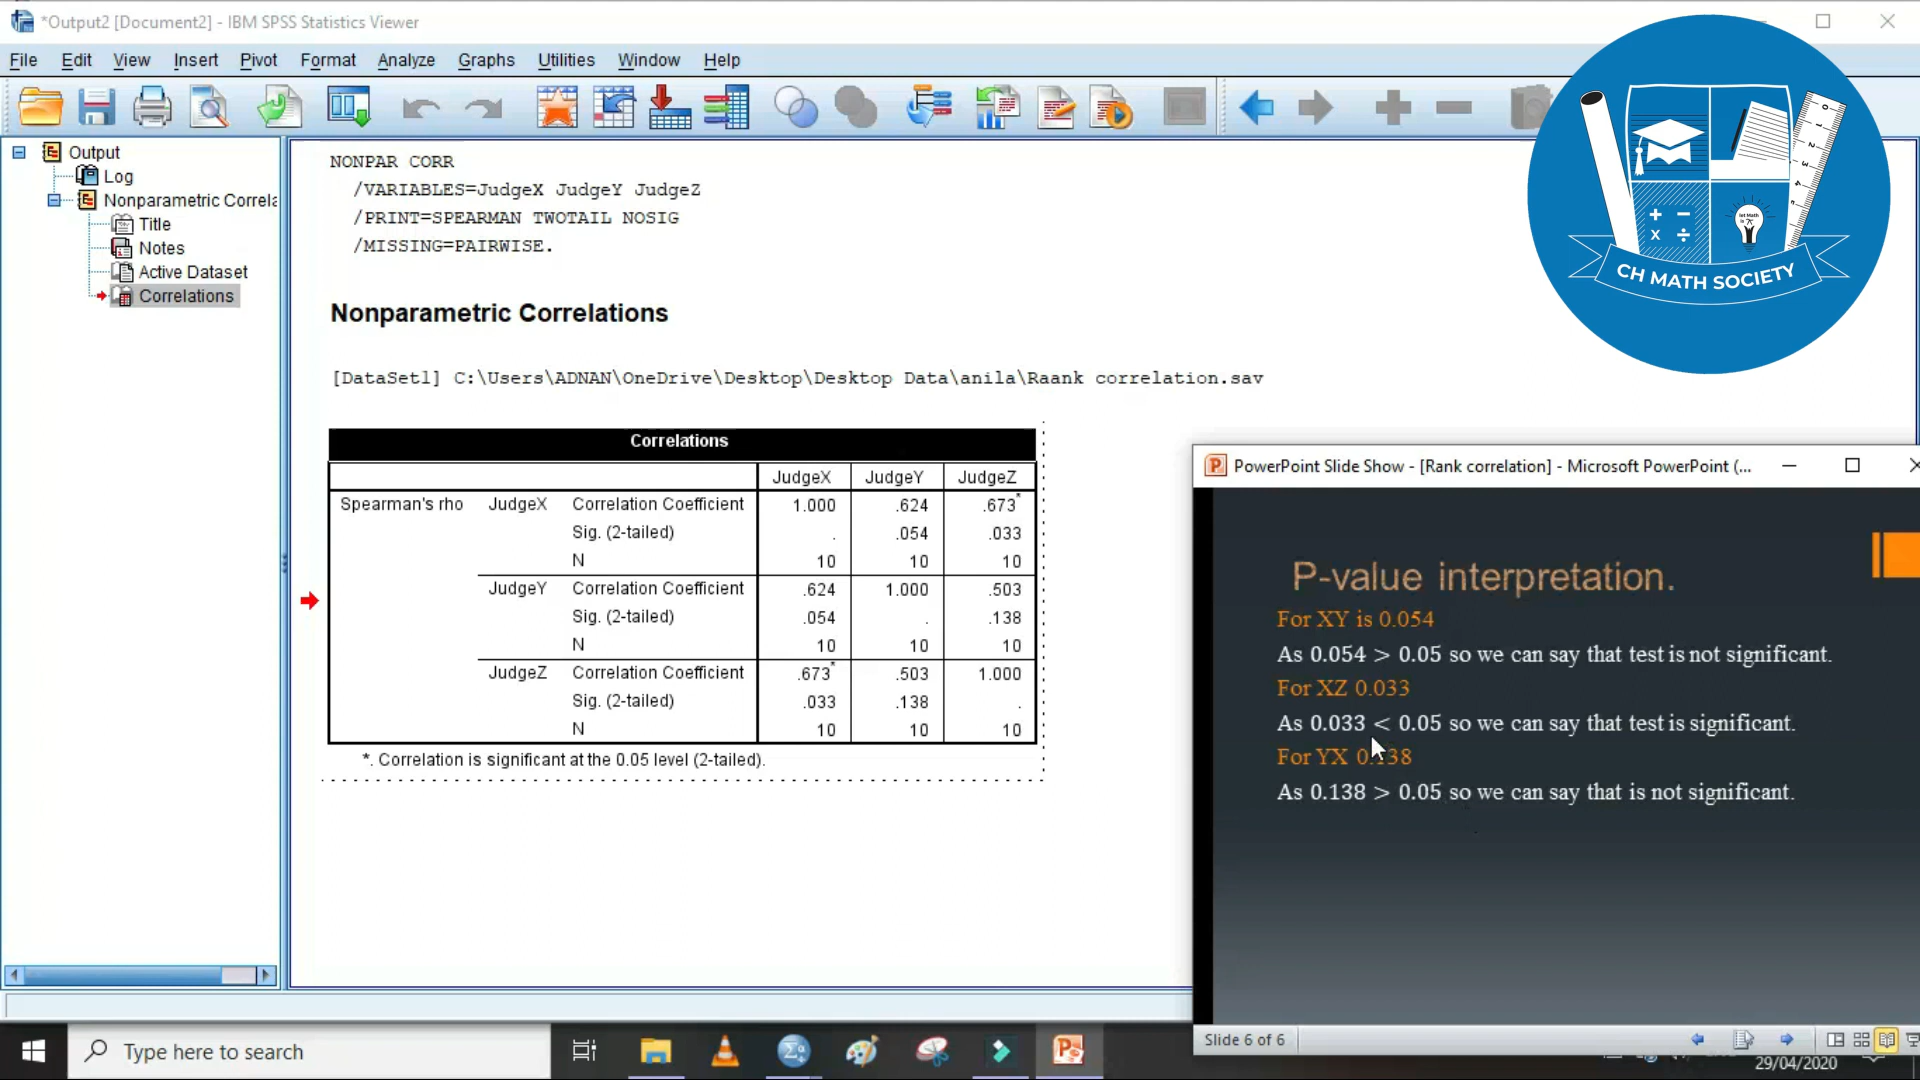 *Output2 [Document2] - IBM SPSS Statistics Viewer
File Edit View Insert Format Pivot Analyze Graphs Utilities Window Help
Output
Log
Nonparametric Correla
Title
Notes
Active Dataset
Correlations
NONPAR CORR
/VARIABLES=JudgeX JudgeY JudgeZ
/PRINT=SPEARMAN TWOTAIL NOSIG
/MISSING=PAIRWISE.
Nonparametric Correlations
[DataSet1] C:\Users\ADNAN\OneDrive\Desktop\Desktop Data\anila\Raank correlation.sav
Correlations
JudgeX JudgeY JudgeZ
Spearman's rho JudgeX Correlation Coefficient 1.000 .624 .673*
Sig. (2-tailed) . .054 .033
N 10 10 10
JudgeY Correlation Coefficient .624 1.000 .503
Sig. (2-tailed) .054 . .138
N 10 10 10
JudgeZ Correlation Coefficient .673* .503 1.000
Sig. (2-tailed) .033 .138 .
N 10 10 10
*. Correlation is significant at the 0.05 level (2-tailed).
CH MATH SOCIETY
PowerPoint Slide Show - [Rank correlation] - Microsoft PowerPoint (...
P-value interpretation.
For XY is 0.054
As 0.054 > 0.05 so we can say that test is not significant.
For XZ 0.033
As 0.033 < 0.05 so we can say that test is significant.
For YX 0.138
As 0.138 > 0.05 so we can say that is not significant.
Slide 6 of 6
Type here to search
29/04/2020